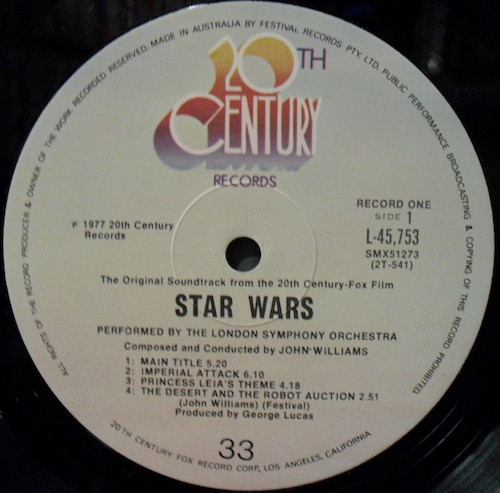 ALL RIGHTS OF THE RECORD PRODUCER & OWNER OF THE WORK RECORDED RESERVED. MADE IN AUSTRALIA BY FESTIVAL RECORDS PTY. LTD. PUBLIC PERFORMANCE BROADCASTING & COPYING OF THIS RECORD PROHIBITED.
20TH
CENTURY
RECORDS
RECORD ONE
SIDE 1
L-45,753
SMX51273
(2T-541)
℗ 1977 20th Century
Records
The Original Soundtrack from the 20th Century-Fox Film
STAR WARS
PERFORMED BY THE LONDON SYMPHONY ORCHESTRA
Composed and Conducted by JOHN WILLIAMS
1: MAIN TITLE 5.20
2: IMPERIAL ATTACK 6.10
3: PRINCESS LEIA'S THEME 4.18
4: THE DESERT AND THE ROBOT AUCTION 2.51
(John Williams) (Festival)
Produced by George Lucas
33
20TH CENTURY FOX RECORD CORP., LOS ANGELES, CALIFORNIA